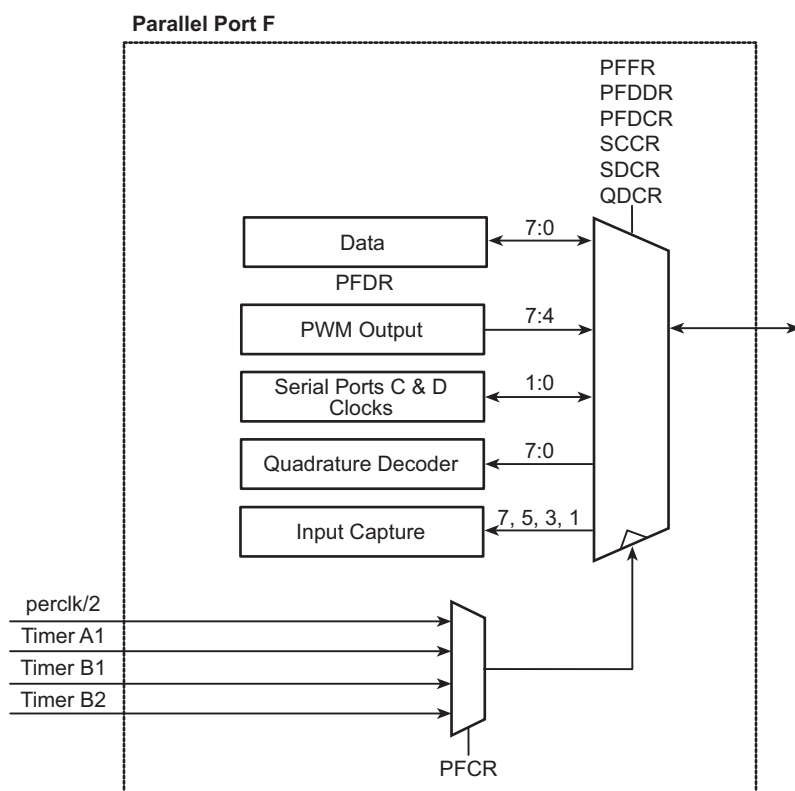 Parallel Port F
PFFR
PFDDR
PFDCR
SCCR
SDCR
QDCR
Data
7:0
PFDR
PWM Output
7:4
Serial Ports C & D
Clocks
1:0
Quadrature Decoder
7:0
Input Capture
7, 5, 3, 1
perclk/2
Timer A1
Timer B1
Timer B2
PFCR